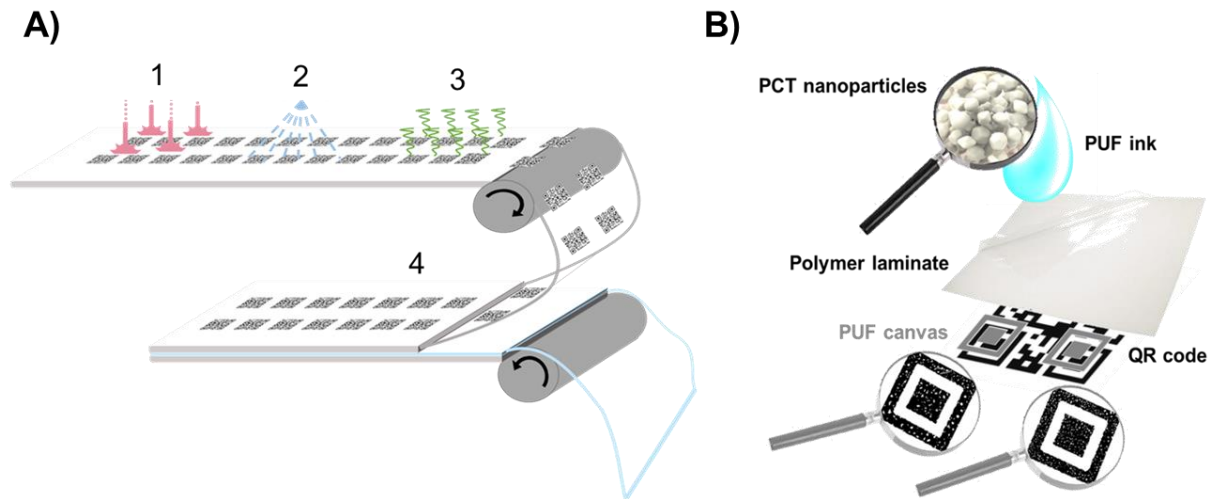 A)
B)
1
2
3
4
PCT nanoparticles
PUF ink
Polymer laminate
PUF canvas
QR code